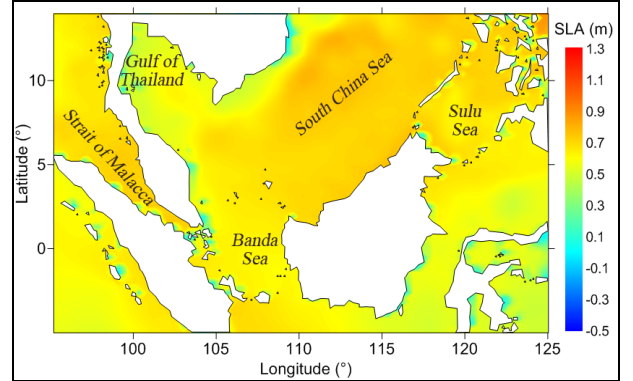 SLA (m)
1.3
1.1
0.9
0.7
0.5
0.3
0.1
-0.1
-0.3
-0.5
Gulf of
Thailand
South China Sea
Sulu
Sea
Strait of Malacca
Banda
Sea
Latitude (°)
10
5
0
100
105
110
115
120
125
Longitude (°)